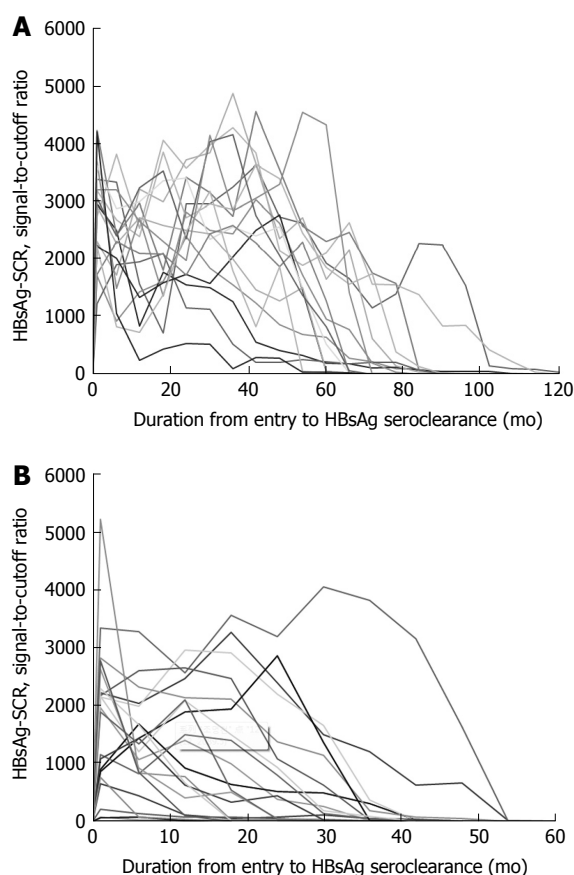 A
HBsAg-SCR, signal-to-cutoff ratio
6000
5000
4000
3000
2000
1000
0
0 20 40 60 80 100 120
Duration from entry to HBsAg seroclearance (mo)
B
HBsAg-SCR, signal-to-cutoff ratio
6000
5000
4000
3000
2000
1000
0
0 10 20 30 40 50 60
Duration from entry to HBsAg seroclearance (mo)